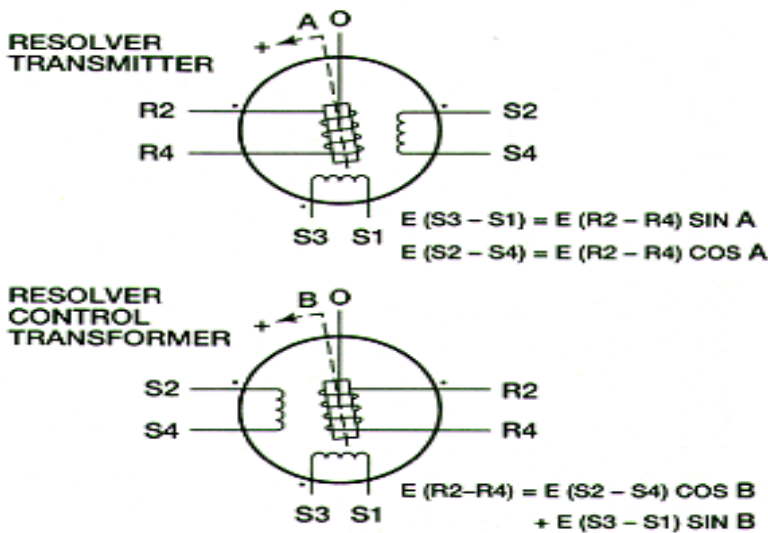 A O
RESOLVER
TRANSMITTER
+
R2
S2
R4
S4
S3 S1
E (S3 – S1) = E (R2 – R4) SIN A
E (S2 – S4) = E (R2 – R4) COS A
RESOLVER
CONTROL
TRANSFORMER
B O
+
S2
R2
S4
R4
S3 S1
E (R2–R4) = E (S2 – S4) COS B
+ E (S3 – S1) SIN B